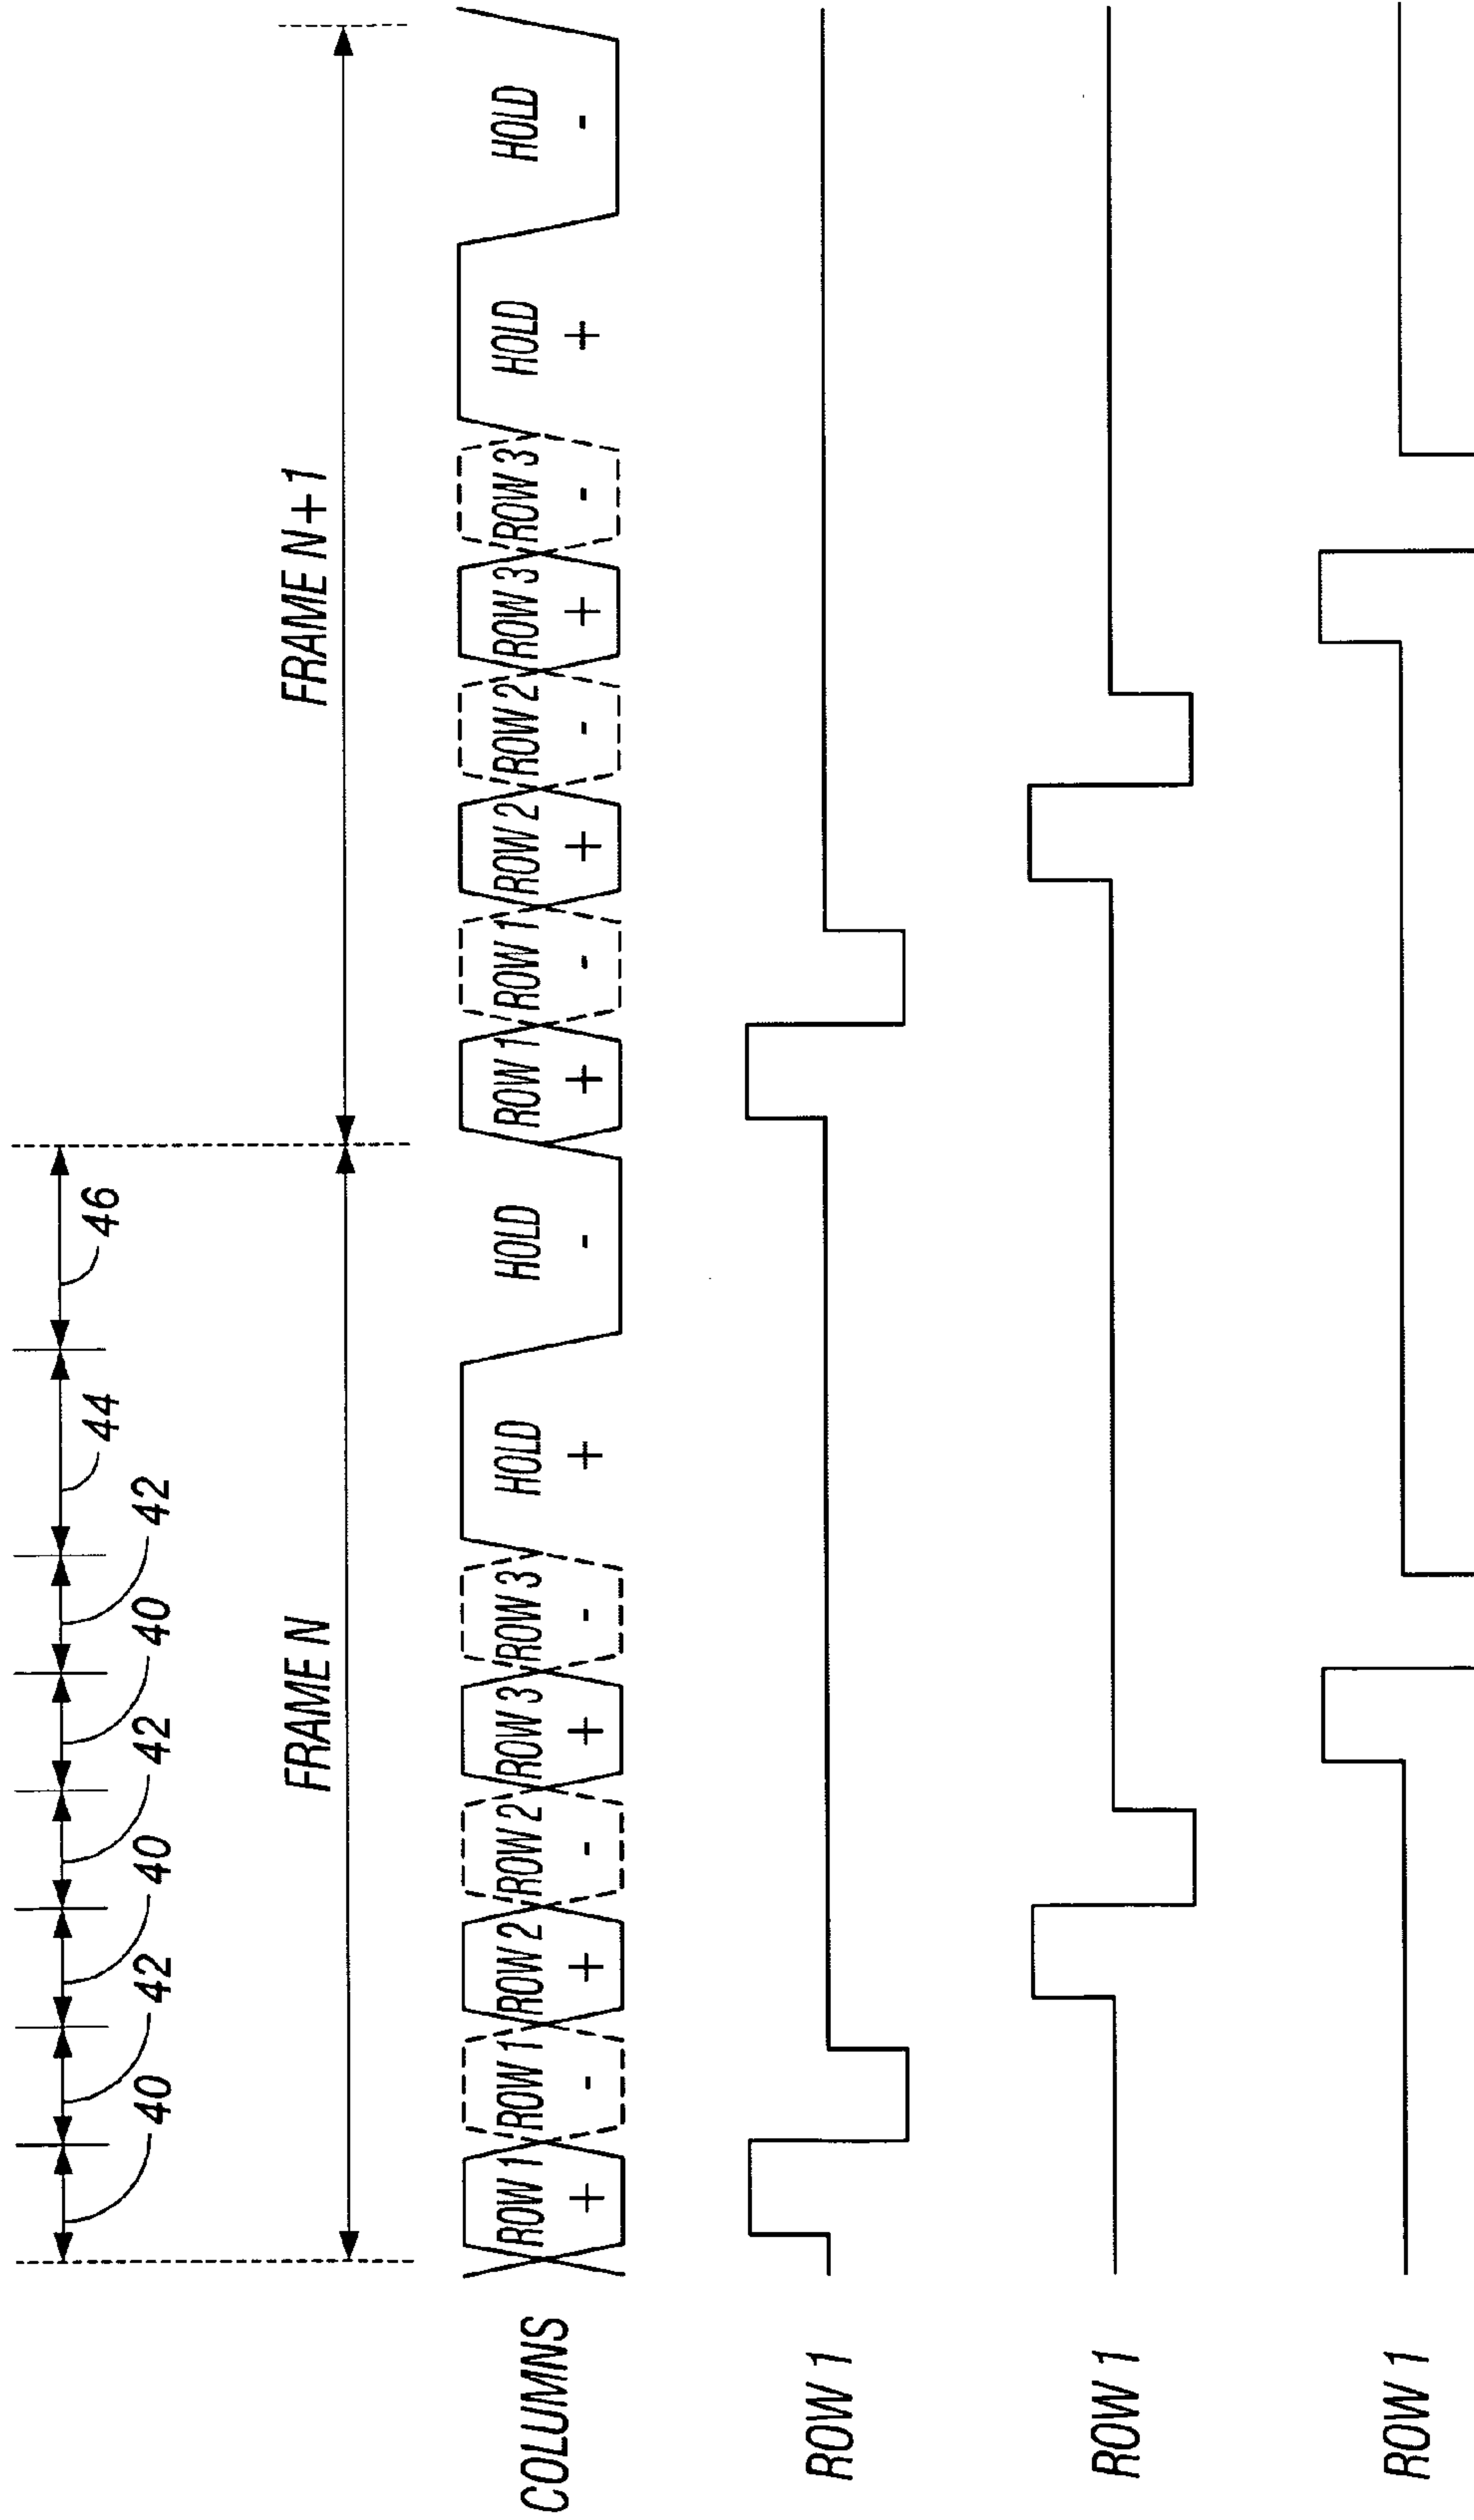 40 42 40 42 40 42 44 46
FRAME N FRAME N+1
COLUMNS ROW 1 ROW 1 ROW 2 ROW 2 ROW 3 ROW 3 HOLD HOLD ROW 1 ROW 1 ROW 2 ROW 2 ROW 3 ROW 3 HOLD HOLD
+ - + - + - + - + - + - + - + -
ROW 1
ROW 1
ROW 1